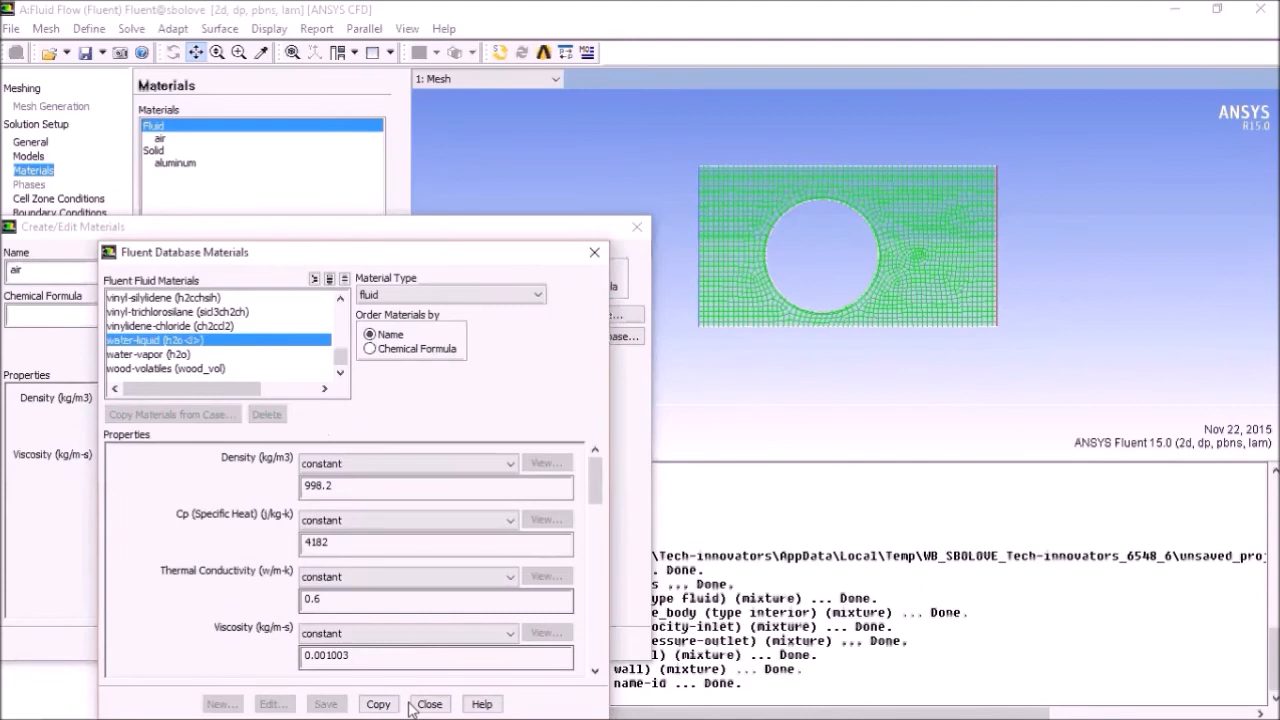 A:Fluid Flow (Fluent) Fluent@sbolove [2d, dp, pbns, lam] [ANSYS CFD]
File Mesh Define Solve Adapt Surface Display Report Parallel View Help
Meshing
Mesh Generation
Solution Setup
General
Models
Materials
Phases
Cell Zone Conditions
Boundary Conditions
Materials
Materials
Fluid
air
Solid
aluminum
1: Mesh
ANSYS
R15.0
Nov 22, 2015
ANSYS Fluent 15.0 (2d, dp, pbns, lam)
Create/Edit Materials
Name
air
Chemical Formula
Properties
Density (kg/m3)
Viscosity (kg/m-s)
Fluent Database Materials
Fluent Fluid Materials
vinyl-silylidene (h2cchsih)
vinyl-trichlorosilane (sicl3ch2ch)
vinylidene-chloride (ch2ccl2)
water-liquid (h2o<l>)
water-vapor (h2o)
wood-volatiles (wood_vol)
Material Type
fluid
Order Materials by
Name
Chemical Formula
Copy Materials from Case... Delete
Properties
Density (kg/m3) constant View...
998.2
Cp (Specific Heat) (j/kg-k) constant View...
4182
Thermal Conductivity (w/m-k) constant View...
0.6
Viscosity (kg/m-s) constant View...
0.001003
New... Edit... Save Copy Close Help
la
...
base...
\Tech-innovators\AppData\Local\Temp\WB_SBOLOVE_Tech-innovators_6548_6\unsaved_pro
. Done.
s ... Done.
ype fluid) (mixture) ... Done.
e_body (type interior) (mixture) ... Done.
ocity-inlet) (mixture) ... Done.
essure-outlet) (mixture) ... Done.
l) (mixture) ... Done.
wall) (mixture) ... Done.
name-id ... Done.